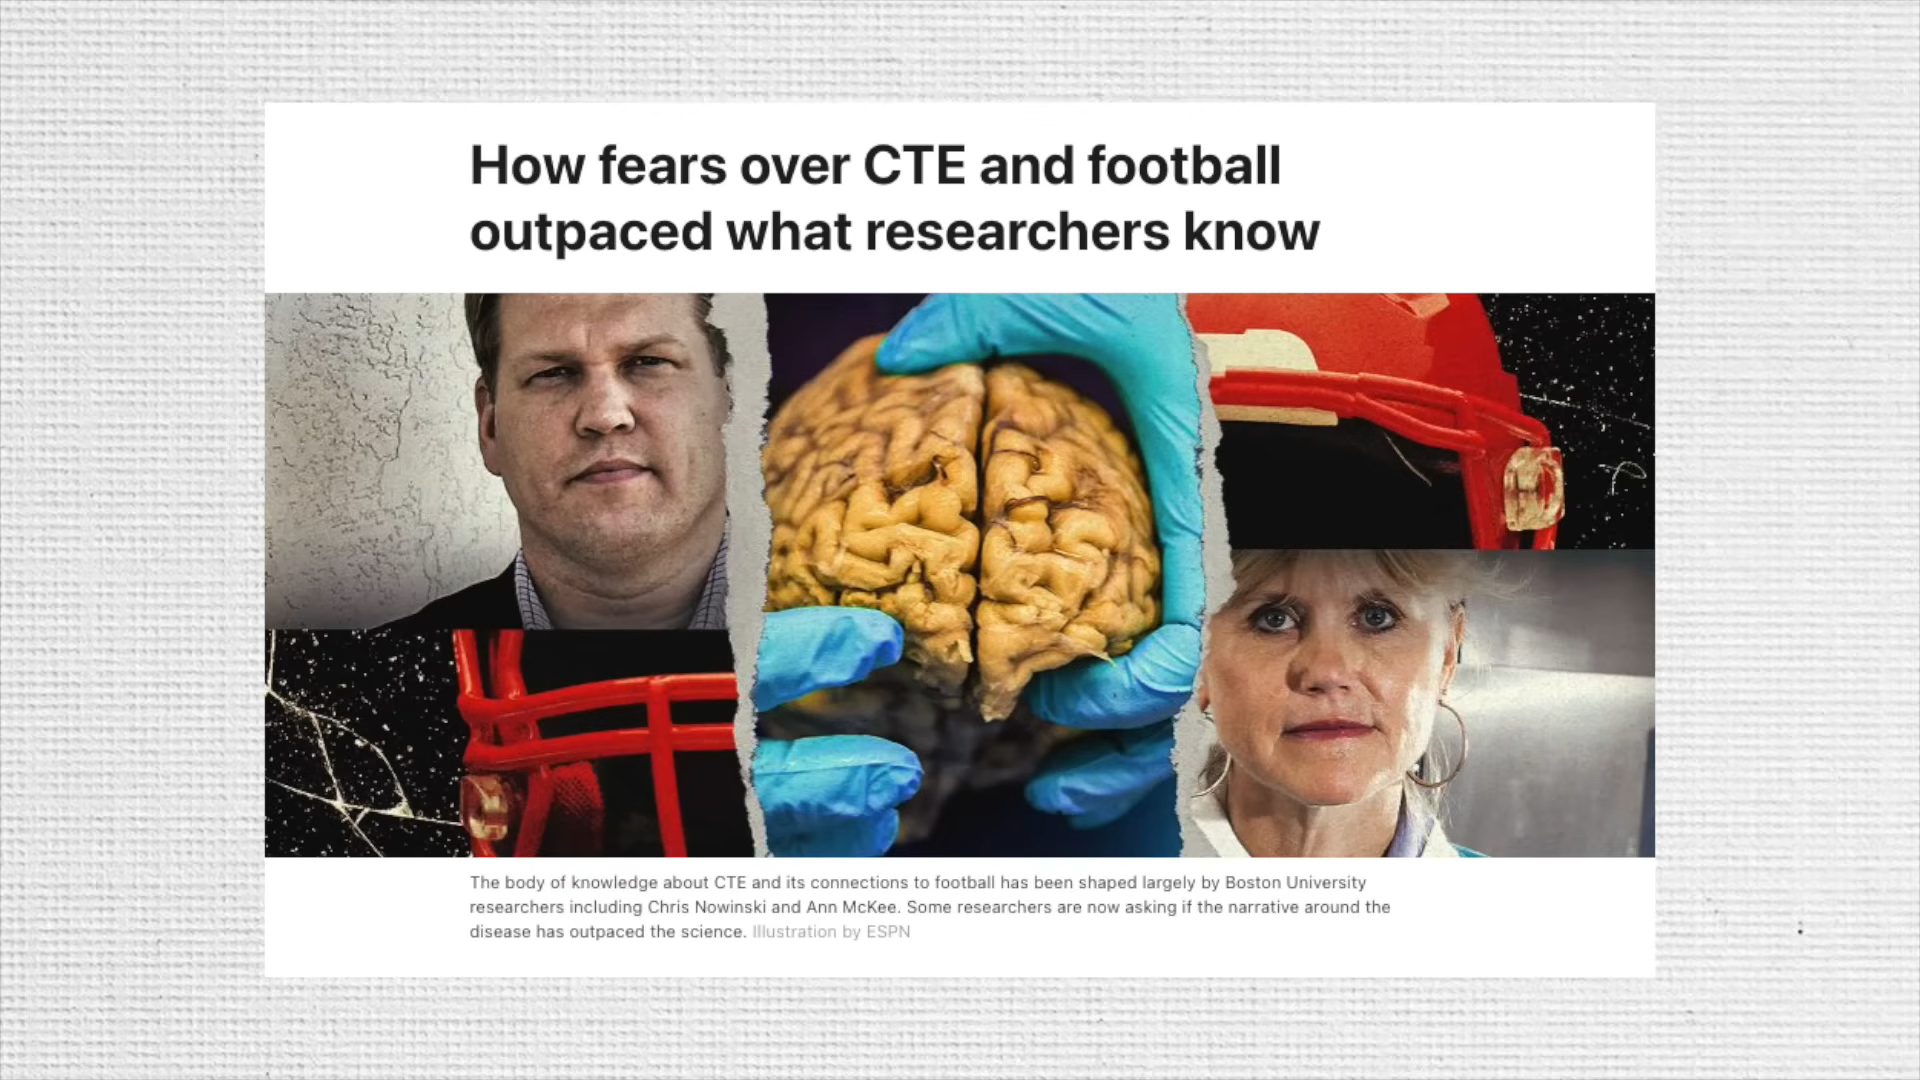 How fears over CTE and football
outpaced what researchers know
The body of knowledge about CTE and its connections to football has been shaped largely by Boston University
researchers including Chris Nowinski and Ann McKee. Some researchers are now asking if the narrative around the
disease has outpaced the science. Illustration by ESPN